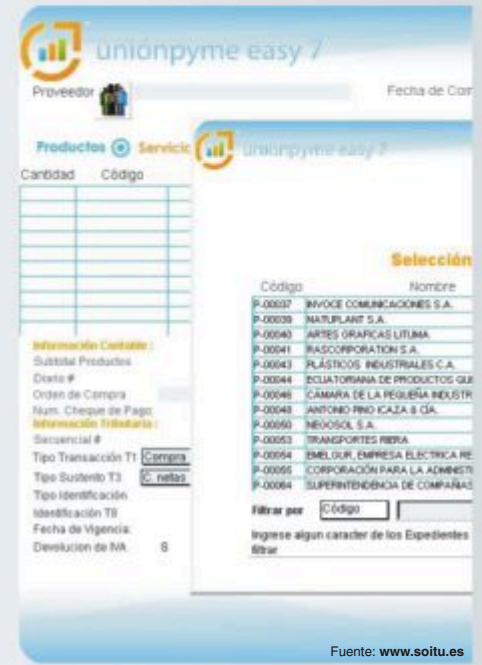 uniónpyme easy 7
Proveedor
Fecha de Com
Productos Servicio
Cantidad Código
Información Contable :
Subtotal Productos
Diario #
Orden de Compra
Num. Cheque de Pago:
Información Tributaria :
Secuencial #
Tipo Transacción T1 Compra
Tipo Sustento T3 C. netas
Tipo Identificación
Identificación T8
Fecha de Vigencia:
Devolucion de IVA S
uniónpyme easy 7
Selección
Código Nombre
P-00037 INVOCE COMUNICACIONES S.A.
P-00039 NATUPLANT S.A.
P-00040 ARTES GRAFICAS LITUMA
P-00041 RASCORPORATION S.A.
P-00043 PLÁSTICOS INDUSTRIALES C.A.
P-00044 ECUATORIANA DE PRODUCTOS QUI
P-00046 CÁMARA DE LA PEQUEÑA INDUSTR
P-00048 ANTONIO PINO ICAZA & CÍA.
P-00050 NEGOSOL S.A.
P-00053 TRANSPORTES RIERA
P-00054 EMELGUR, EMPRESA ELECTRICA RE
P-00055 CORPORACIÓN PARA LA ADMINIST
P-00064 SUPERINTENDENCIA DE COMPAÑIAS
Filtrar por Código
Ingrese algun caracter de los Expedientes
filtrar
Fuente: www.soitu.es